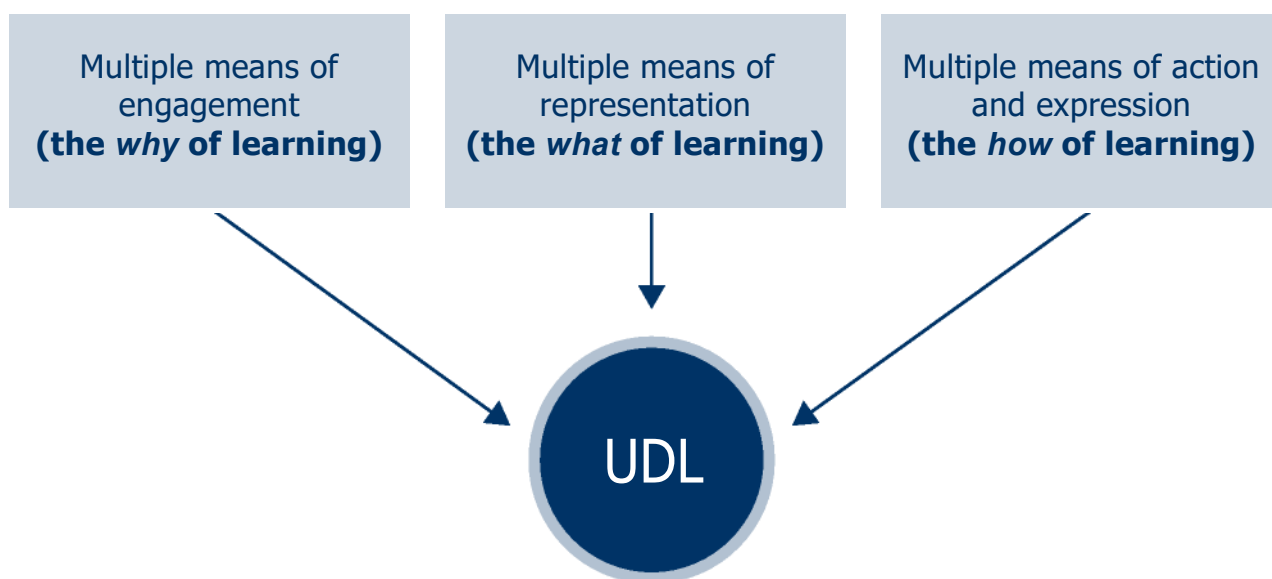 Multiple means of
engagement
(the why of learning)
Multiple means of
representation
(the what of learning)
Multiple means of action
and expression
(the how of learning)
UDL